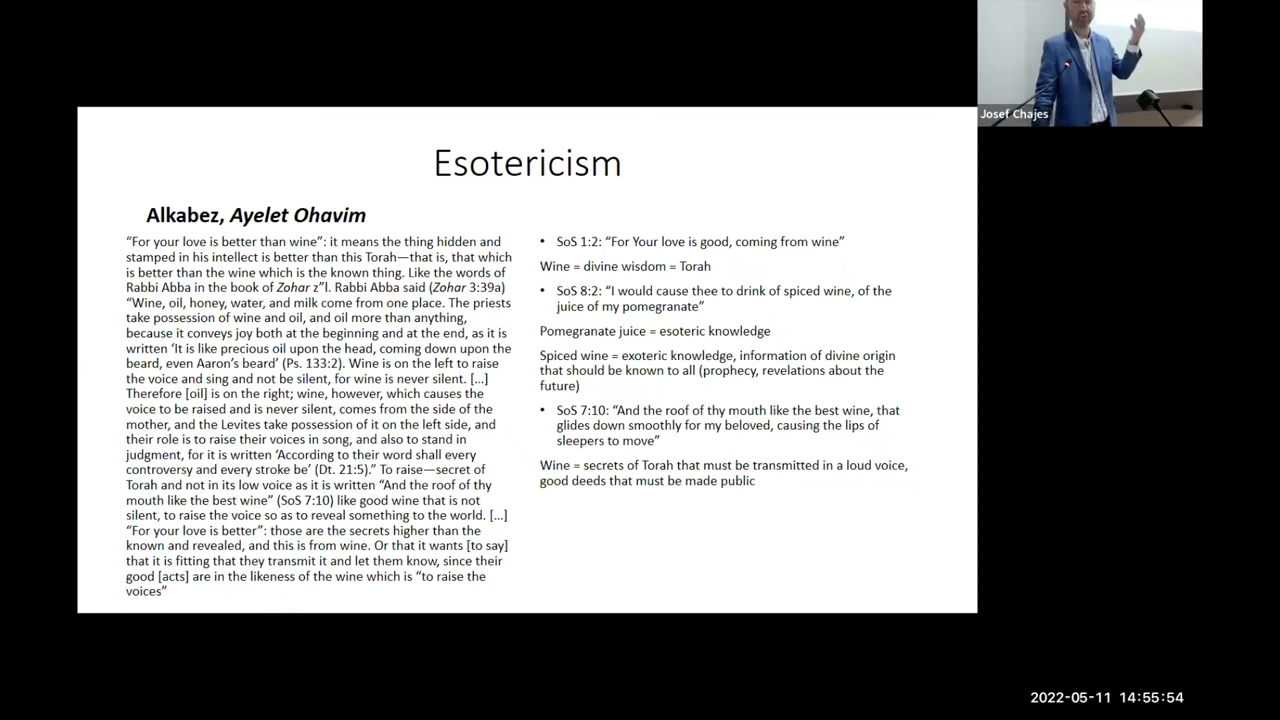 Josef Chajes
Esotericism
Alkabez, Ayelet Ohavim
“For your love is better than wine”: it means the thing hidden and
stamped in his intellect is better than this Torah—that is, that which
is better than the wine which is the known thing. Like the words of
Rabbi Abba in the book of Zohar z”l. Rabbi Abba said (Zohar 3:39a)
“Wine, oil, honey, water, and milk come from one place. The priests
take possession of wine and oil, and oil more than anything,
because it conveys joy both at the beginning and at the end, as it is
written ‘It is like precious oil upon the head, coming down upon the
beard, even Aaron’s beard’ (Ps. 133:2). Wine is on the left to raise
the voice and sing and not be silent, for wine is never silent. […]
Therefore [oil] is on the right; wine, however, which causes the
voice to be raised and is never silent, comes from the side of the
mother, and the Levites take possession of it on the left side, and
their role is to raise their voices in song, and also to stand in
judgment, for it is written ‘According to their word shall every
controversy and every stroke be’ (Dt. 21:5).” To raise—secret of
Torah and not in its low voice as it is written “And the roof of thy
mouth like the best wine” (SoS 7:10) like good wine that is not
silent, to raise the voice so as to reveal something to the world. […]
“For your love is better”: those are the secrets higher than the
known and revealed, and this is from wine. Or that it wants [to say]
that it is fitting that they transmit it and let them know, since their
good [acts] are in the likeness of the wine which is “to raise the
voices”
• SoS 1:2: “For Your love is good, coming from wine”
Wine = divine wisdom = Torah
• SoS 8:2: “I would cause thee to drink of spiced wine, of the
juice of my pomegranate”
Pomegranate juice = esoteric knowledge
Spiced wine = exoteric knowledge, information of divine origin
that should be known to all (prophecy, revelations about the
future)
• SoS 7:10: “And the roof of thy mouth like the best wine, that
glides down smoothly for my beloved, causing the lips of
sleepers to move”
Wine = secrets of Torah that must be transmitted in a loud voice,
good deeds that must be made public
2022-05-11 14:55:54